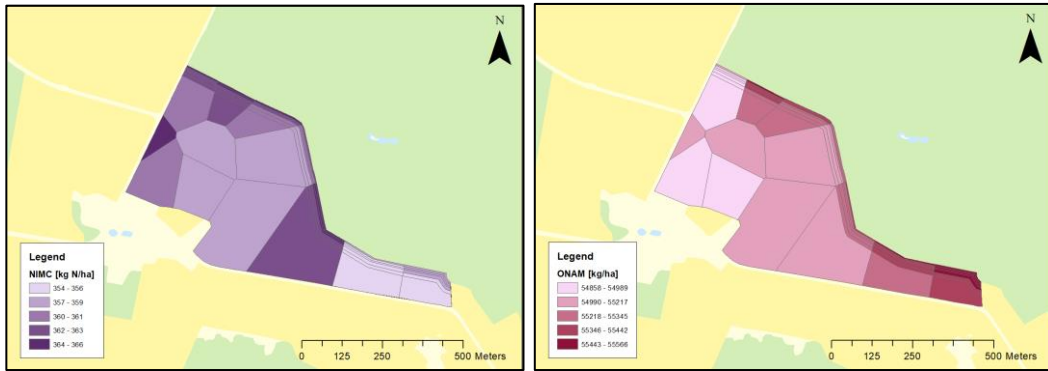 N
Legend
NIMC [kg N/ha]
354 - 356
357 - 359
360 - 361
362 - 363
364 - 366
0 125 250 500 Meters
N
Legend
ONAM [kg/ha]
54858 - 54989
54990 - 55217
55218 - 55345
55346 - 55442
55443 - 55566
0 125 250 500 Meters